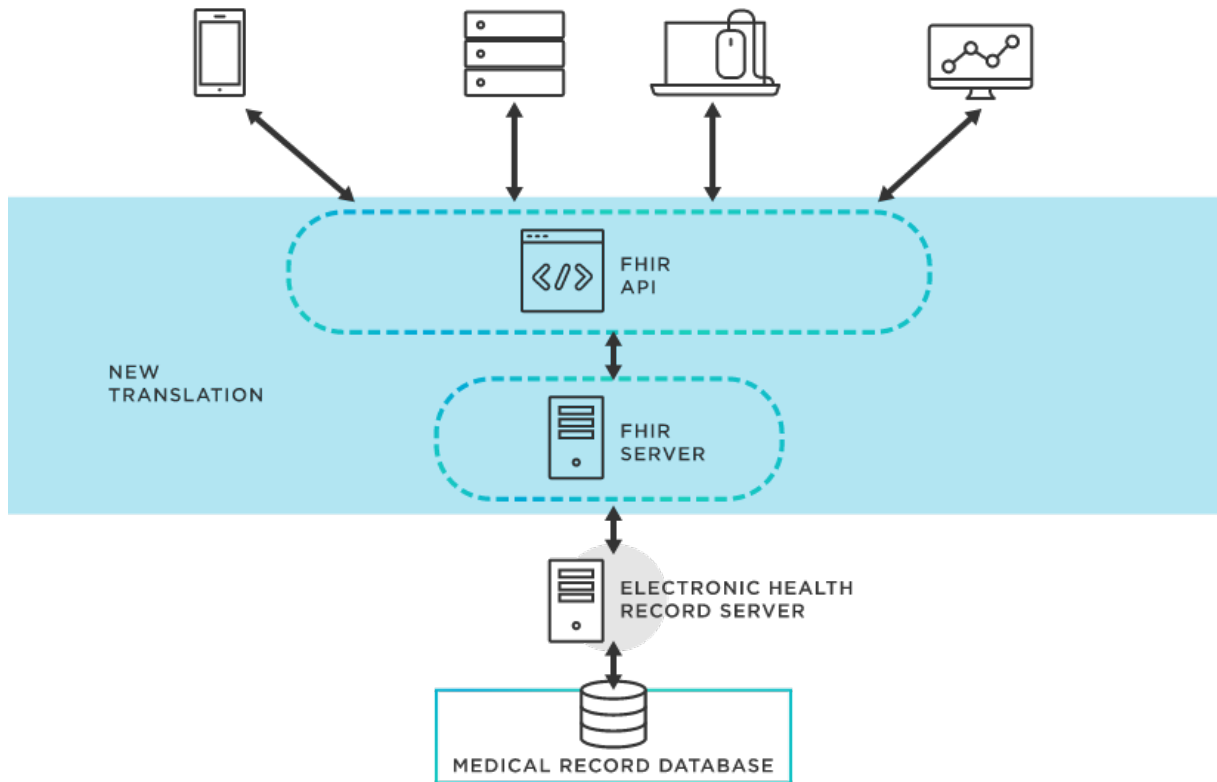 FHIR
API
NEW
TRANSLATION
FHIR
SERVER
ELECTRONIC HEALTH
RECORD SERVER
MEDICAL RECORD DATABASE